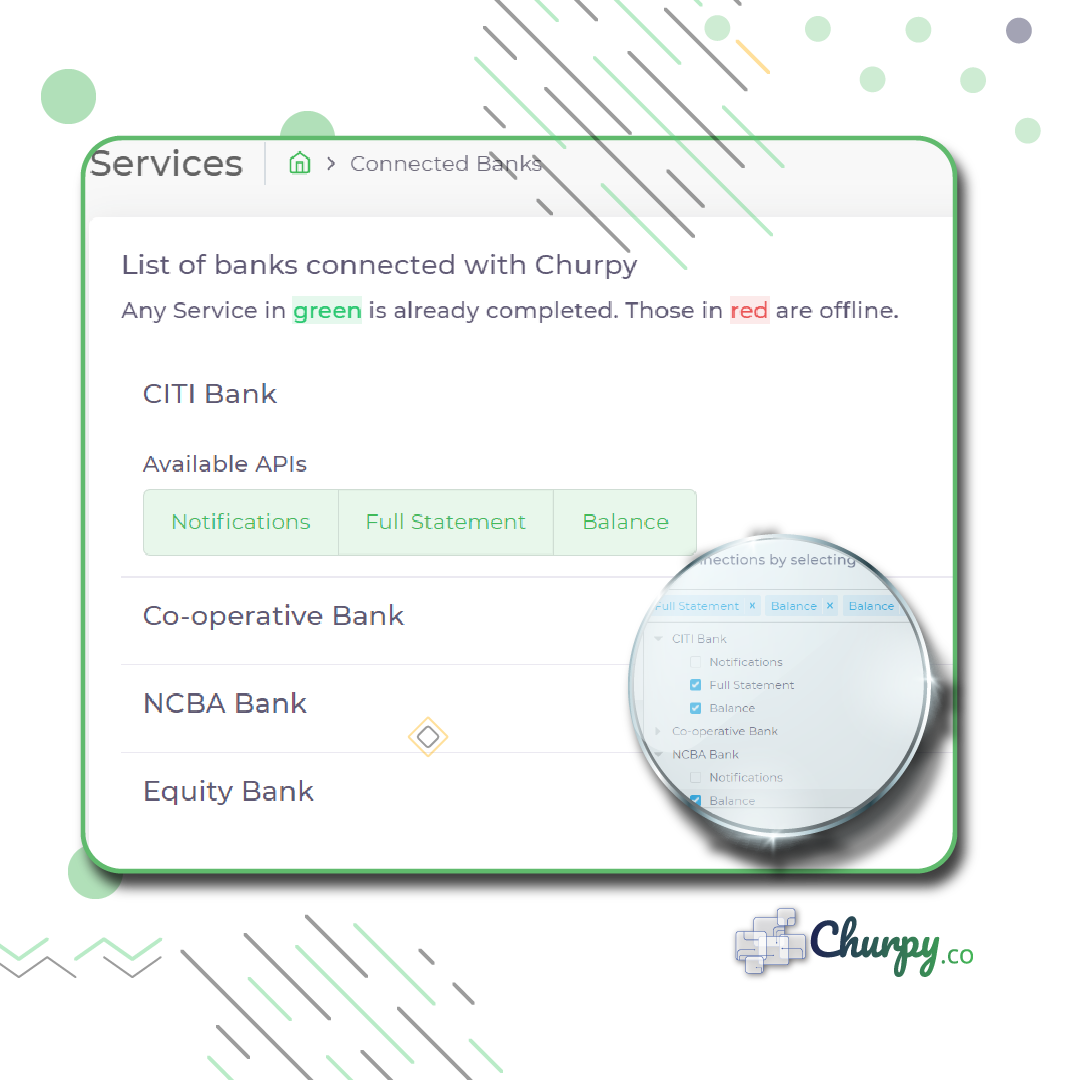 Services
Connected Banks
List of banks connected with Churpy
Any Service in green is already completed. Those in red are offline.
CITI Bank
Available APIs
Notifications Full Statement Balance
Co-operative Bank
NCBA Bank
Equity Bank
by selecting
Full Statement × Balance × Balance
CITI Bank
Notifications
Full Statement
Balance
Co-operative Bank
NCBA Bank
Notifications
Balance
Churpy.co